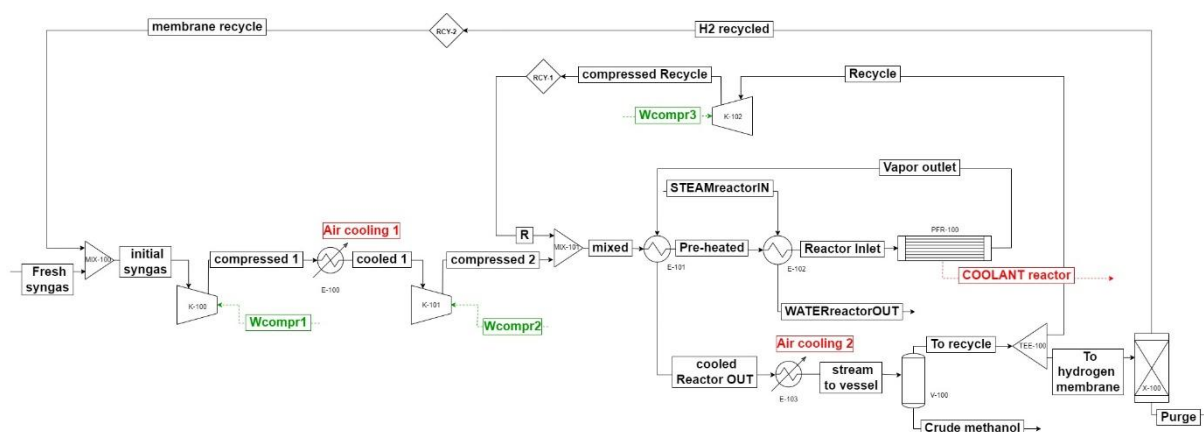 membrane recycle
RCY-2
H2 recycled
RCY-1
compressed Recycle
Recycle
Wcompr3
K-102
Vapor outlet
STEAMreactorIN
PFR-100
R
MIX-101
mixed
E-101
Pre-heated
E-102
Reactor Inlet
COOLANT reactor
WATERreactorOUT
Fresh
syngas
MIX-100
initial
syngas
compressed 1
Air cooling 1
E-100
cooled 1
compressed 2
K-100
Wcompr1
K-101
Wcompr2
cooled
Reactor OUT
Air cooling 2
E-103
stream
to vessel
To recycle
V-100
Crude methanol
TEE-100
To
hydrogen
membrane
X-100
Purge